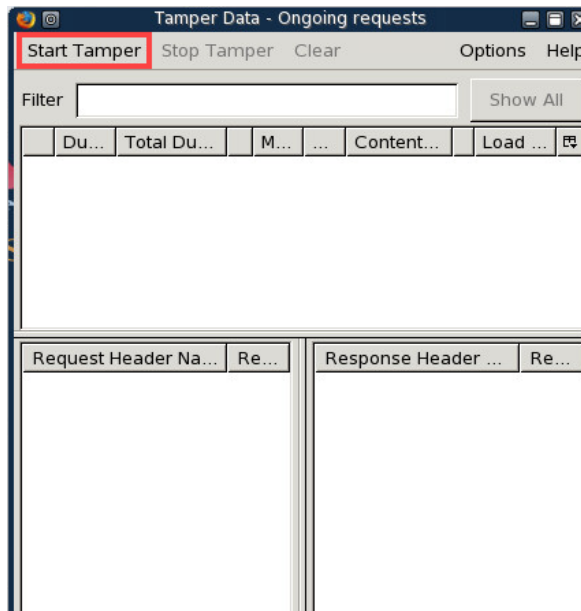 Tamper Data - Ongoing requests
Start Tamper Stop Tamper Clear Options Help
Filter Show All
Du... Total Du... M... ... Content... Load ...
Request Header Na... Re... Response Header ... Re...